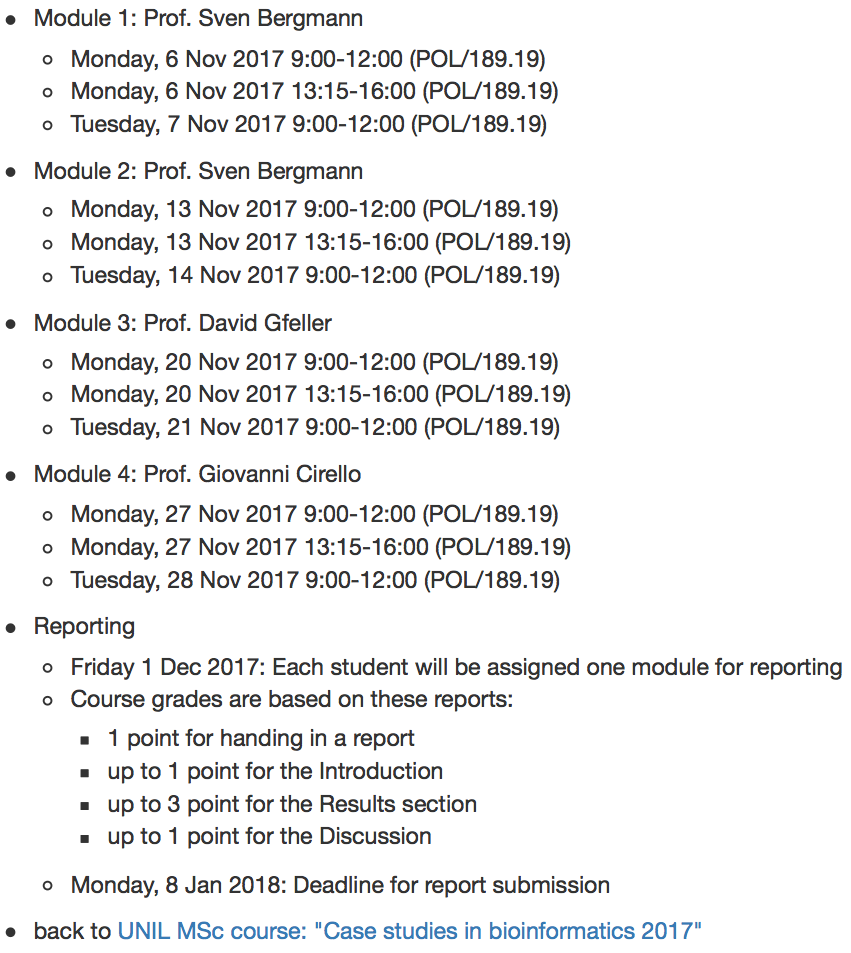 Module 1: Prof. Sven Bergmann
Monday, 6 Nov 2017 9:00-12:00 (POL/189.19)
Monday, 6 Nov 2017 13:15-16:00 (POL/189.19)
Tuesday, 7 Nov 2017 9:00-12:00 (POL/189.19)
Module 2: Prof. Sven Bergmann
Monday, 13 Nov 2017 9:00-12:00 (POL/189.19)
Monday, 13 Nov 2017 13:15-16:00 (POL/189.19)
Tuesday, 14 Nov 2017 9:00-12:00 (POL/189.19)
Module 3: Prof. David Gfeller
Monday, 20 Nov 2017 9:00-12:00 (POL/189.19)
Monday, 20 Nov 2017 13:15-16:00 (POL/189.19)
Tuesday, 21 Nov 2017 9:00-12:00 (POL/189.19)
Module 4: Prof. Giovanni Cirello
Monday, 27 Nov 2017 9:00-12:00 (POL/189.19)
Monday, 27 Nov 2017 13:15-16:00 (POL/189.19)
Tuesday, 28 Nov 2017 9:00-12:00 (POL/189.19)
Reporting
Friday 1 Dec 2017: Each student will be assigned one module for reporting
Course grades are based on these reports:
1 point for handing in a report
up to 1 point for the Introduction
up to 3 point for the Results section
up to 1 point for the Discussion
Monday, 8 Jan 2018: Deadline for report submission
back to UNIL MSc course: "Case studies in bioinformatics 2017"